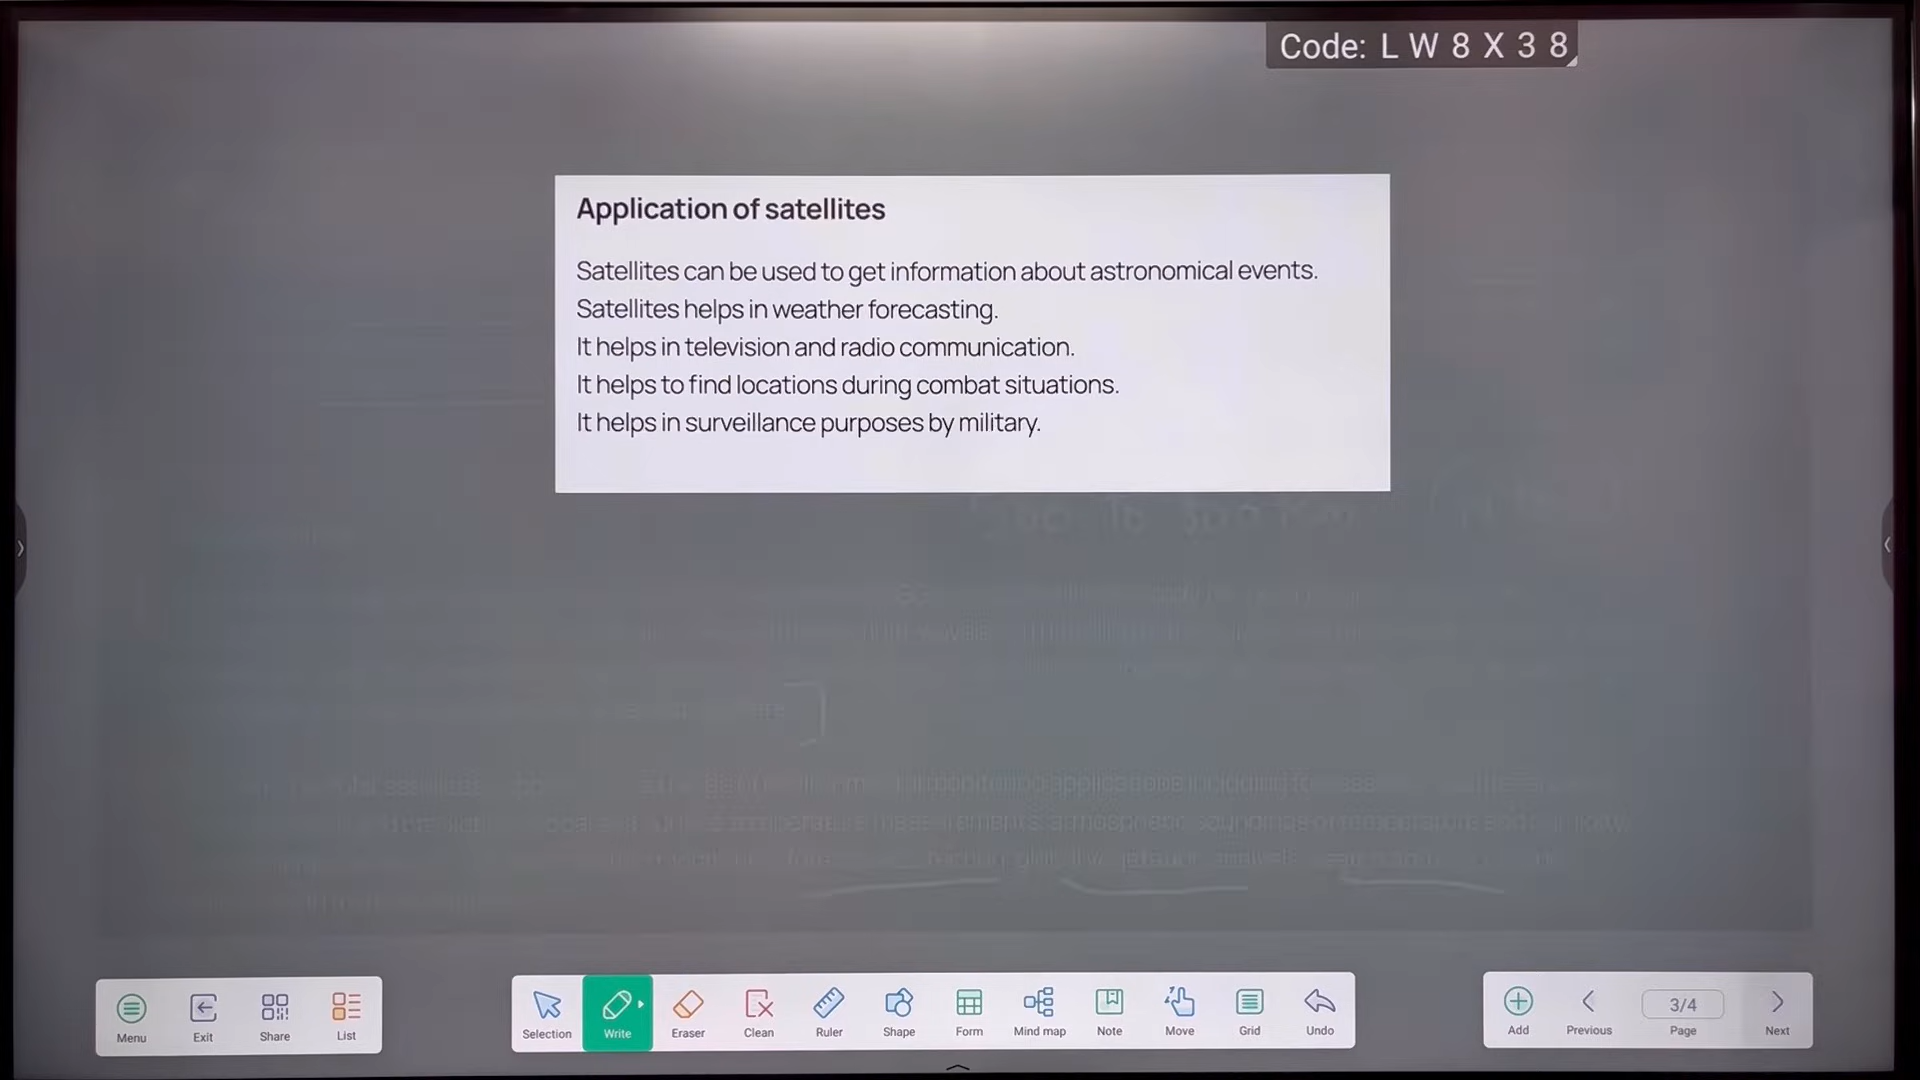 Code: L W 8 X 3 8
Application of satellites
Satellites can be used to get information about astronomical events.
Satellites helps in weather forecasting.
It helps in television and radio communication.
It helps to find locations during combat situations.
It helps in surveillance purposes by military.
Menu
Exit
Share
List
Selection
Write
Eraser
Clean
Ruler
Shape
Form
Mind map
Note
Move
Grid
Undo
Add
Previous
3/4
Page
Next